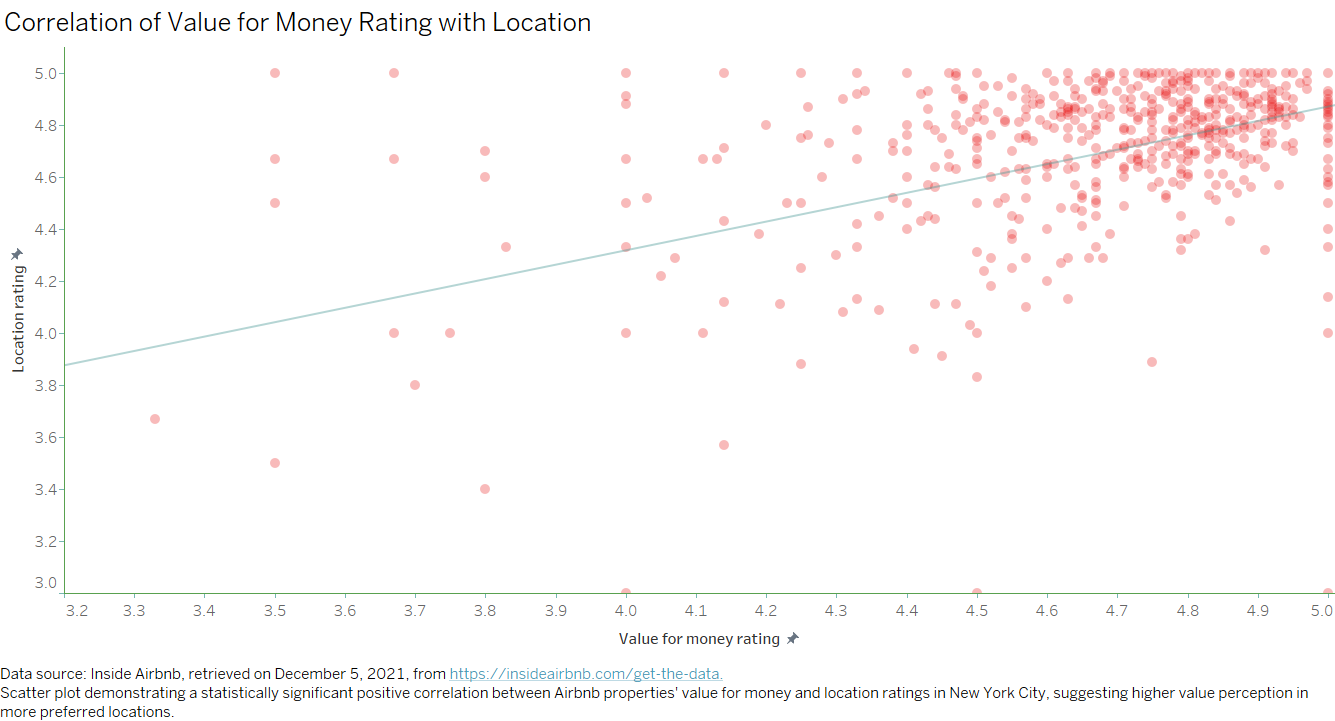 Correlation of Value for Money Rating with Location
5.0
4.8
4.6
4.4
4.2
4.0
3.8
3.6
3.4
3.2
3.0
Location rating
3.2 3.3 3.4 3.5 3.6 3.7 3.8 3.9 4.0 4.1 4.2 4.3 4.4 4.5 4.6 4.7 4.8 4.9 5.0
Value for money rating
Data source: Inside Airbnb, retrieved on December 5, 2021, from https://insideairbnb.com/get-the-data.
Scatter plot demonstrating a statistically significant positive correlation between Airbnb properties' value for money and location ratings in New York City, suggesting higher value perception in
more preferred locations.